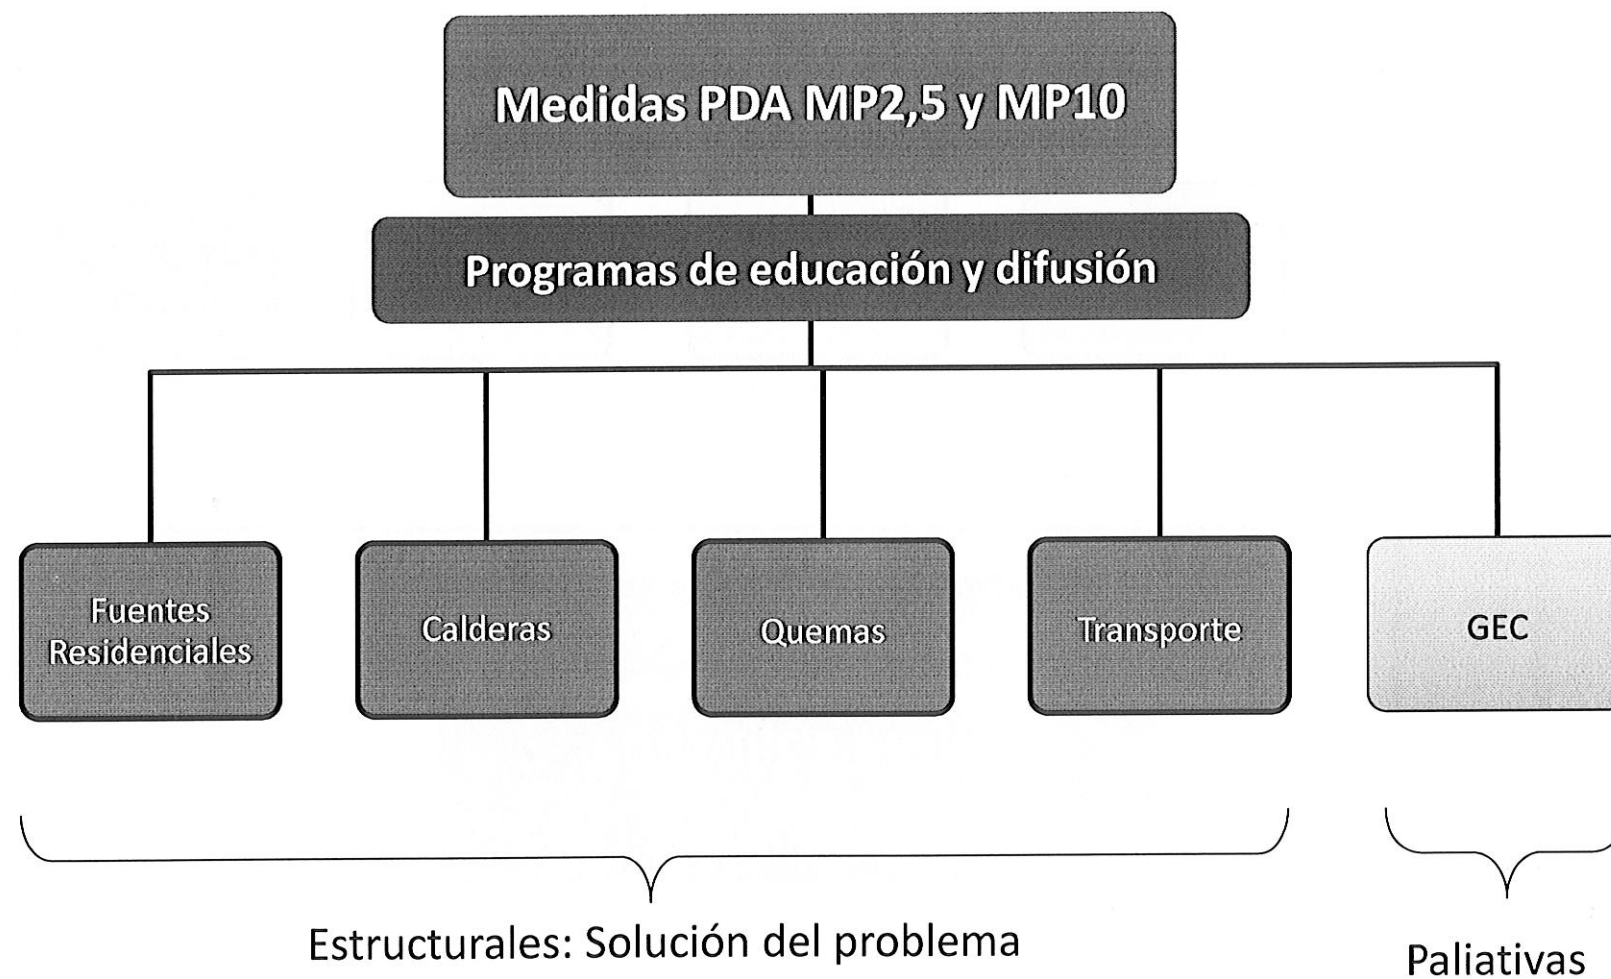 Medidas PDA MP2,5 y MP10
Programas de educación y difusión
Fuentes
Residenciales
Calderas
Quemas
Transporte
GEC
Estructurales: Solución del problema
Paliativas